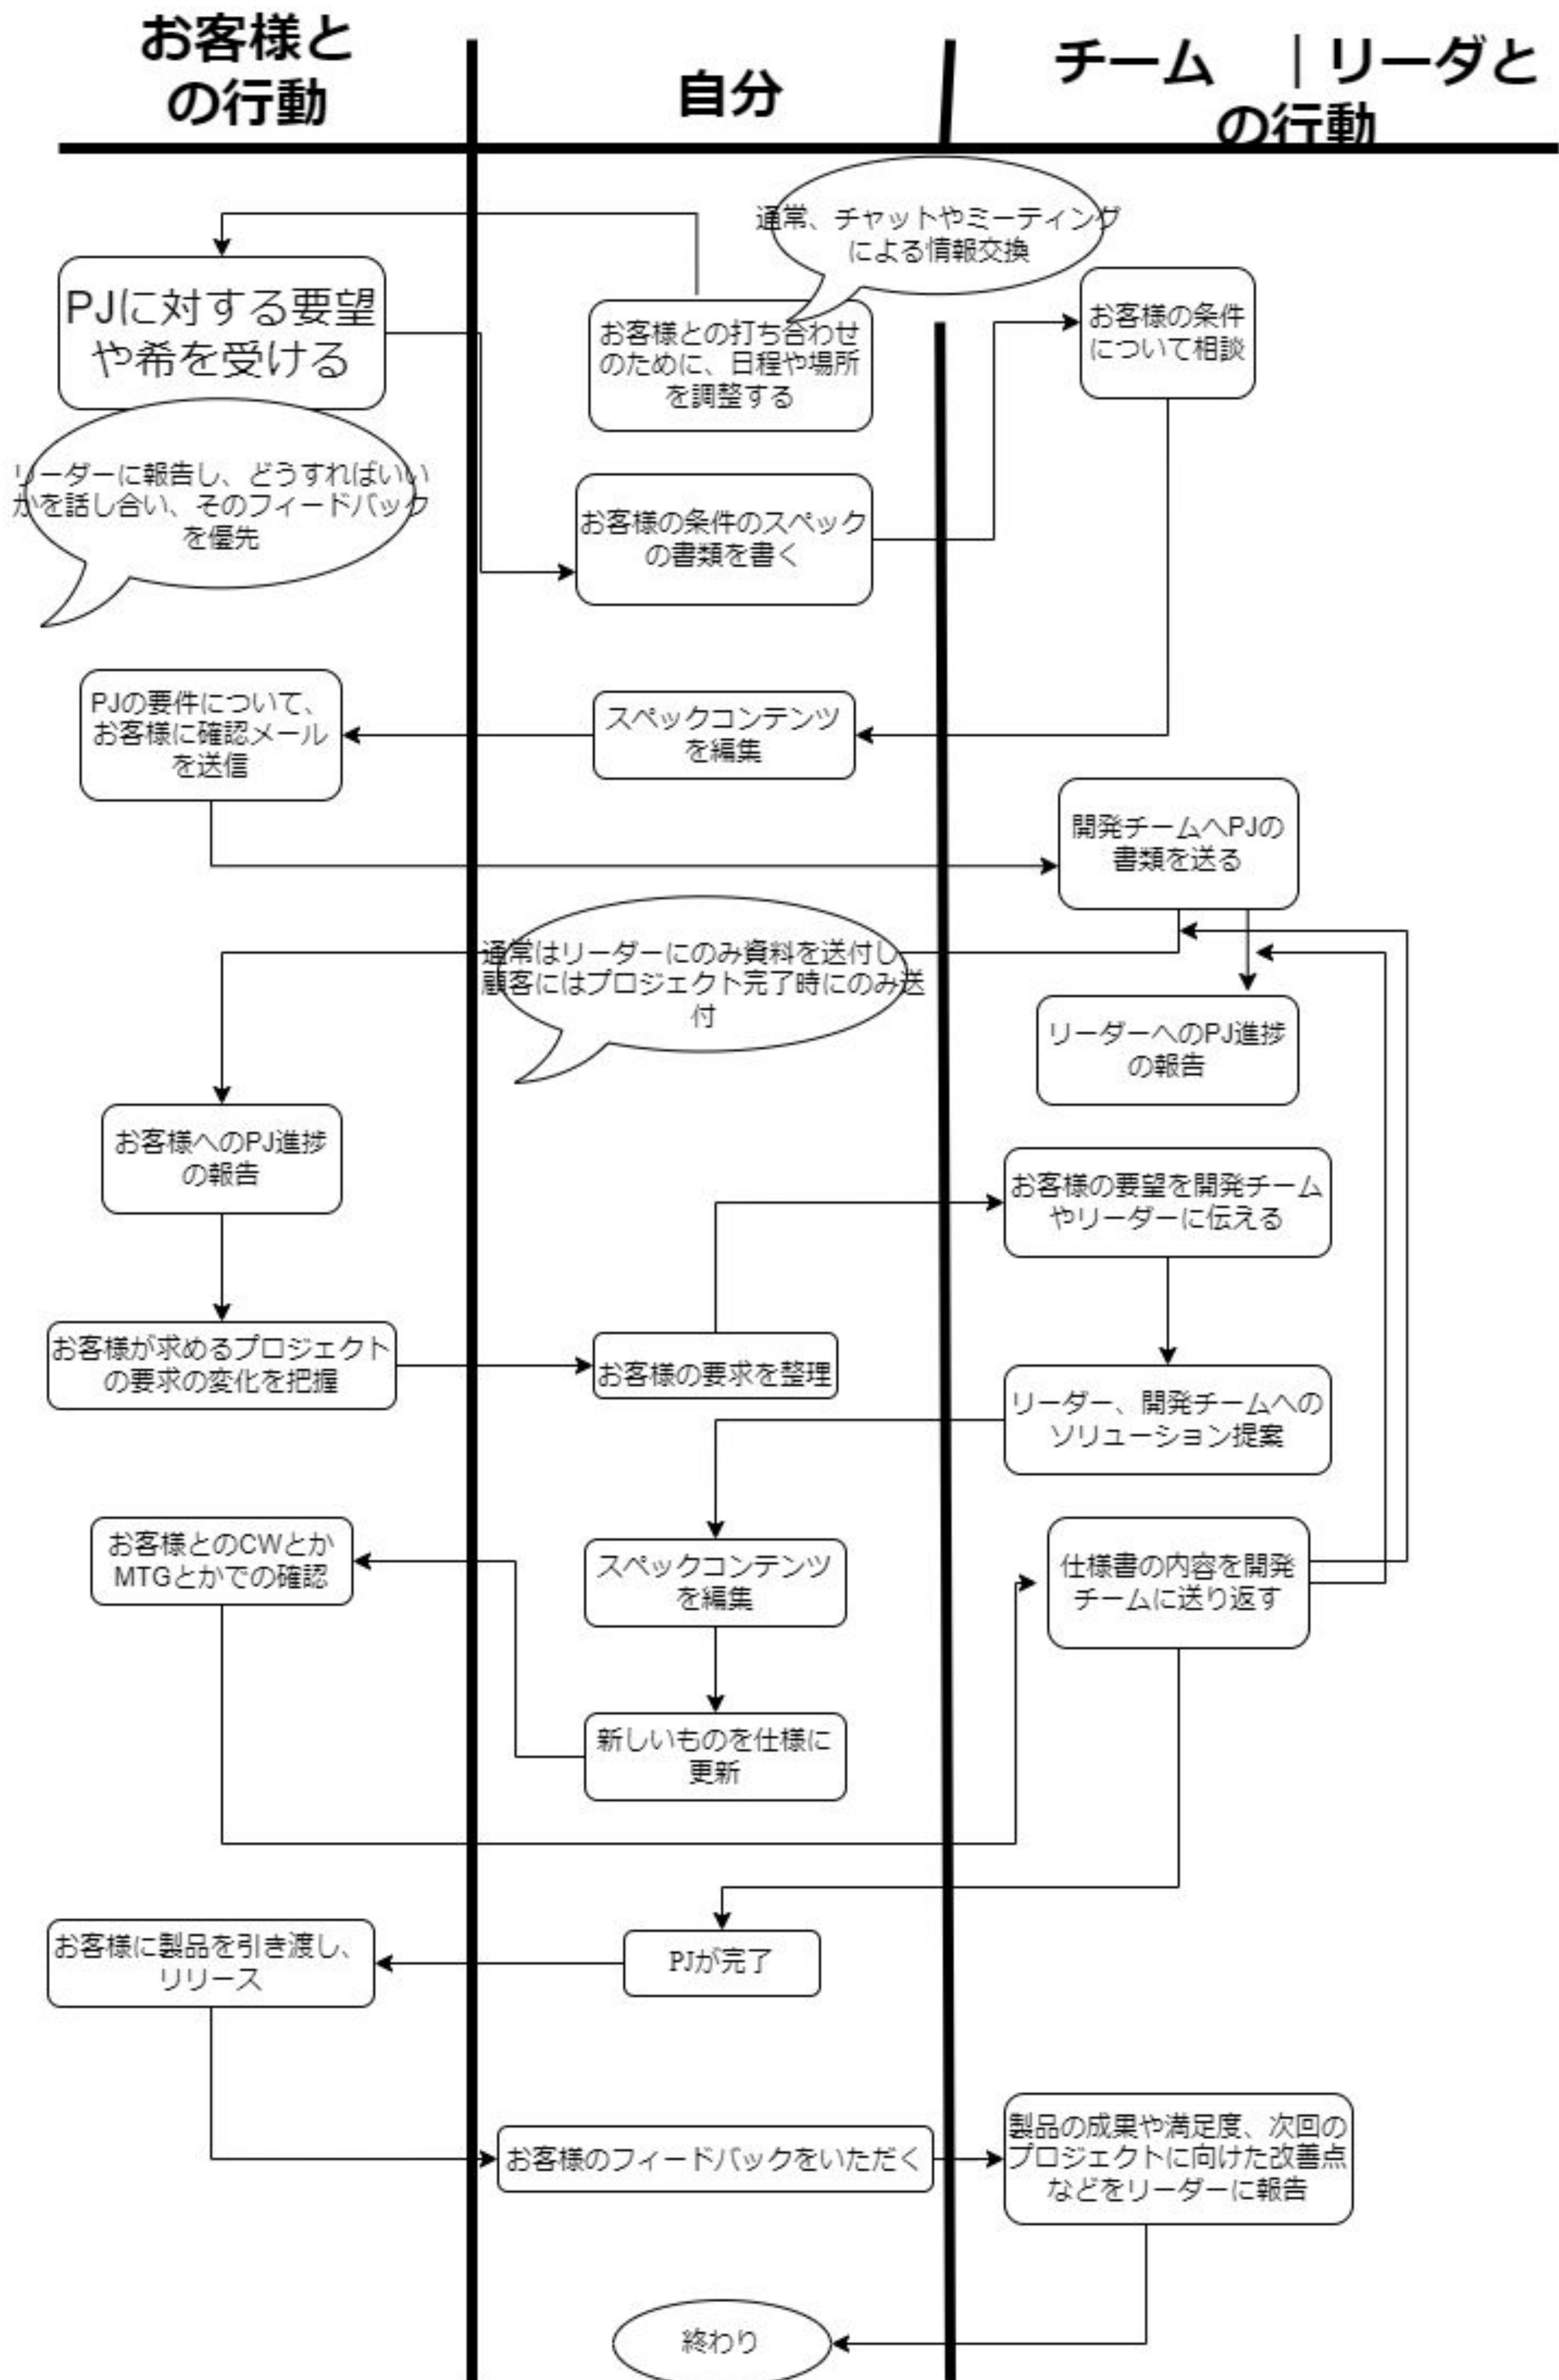 お客様と
の行動
自分
チーム　｜リーダと
の行動
通常、チャットやミーティング
による情報交換
PJに対する要望
や希を受ける
お客様との打ち合わせ
のために、日程や場所
を調整する
お客様の条件
について相談
リーダーに報告し、どうすればいい
かを話し合い、そのフィードバック
を優先
お客様の条件のスペック
の書類を書く
PJの要件について、
お客様に確認メール
を送信
スペックコンテンツ
を編集
開発チームへPJの
書類を送る
通常はリーダーにのみ資料を送付し、
顧客にはプロジェクト完了時にのみ送
付
リーダーへのPJ進捗
の報告
お客様へのPJ進捗
の報告
お客様の要望を開発チーム
やリーダーに伝える
お客様が求めるプロジェクト
の要求の変化を把握
お客様の要求を整理
リーダー、開発チームへの
ソリューション提案
お客様とのCWとか
MTGとかでの確認
スペックコンテンツ
を編集
仕様書の内容を開発
チームに送り返す
新しいものを仕様に
更新
お客様に製品を引き渡し、
リリース
PJが完了
お客様のフィードバックをいただく
製品の成果や満足度、次回の
プロジェクトに向けた改善点
などをリーダーに報告
終わり